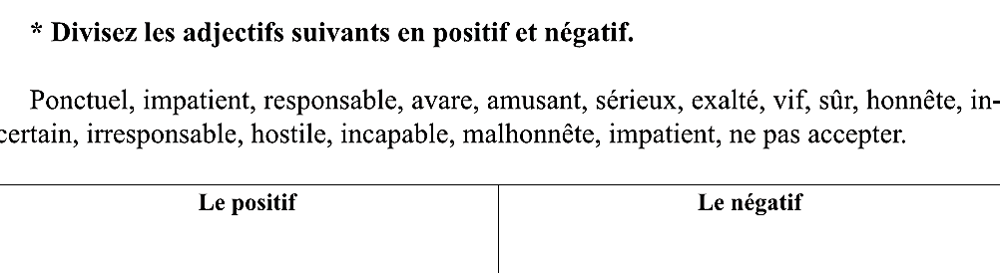 * Divisez les adjectifs suivants en positif et négatif.
Ponctuel, impatient, responsable, avare, amusant, sérieux, exalté, vif, sûr, honnête, in-
certain, irresponsable, hostile, incapable, malhonnête, impatient, ne pas accepter.
Le positif
Le négatif